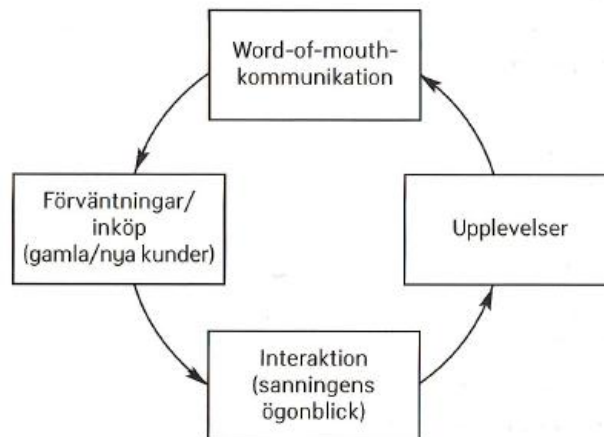 Word-of-mouth-
kommunikation
Förväntningar/
inköp
(gamla/nya kunder)
Upplevelser
Interaktion
(sanningens
ögonblick)